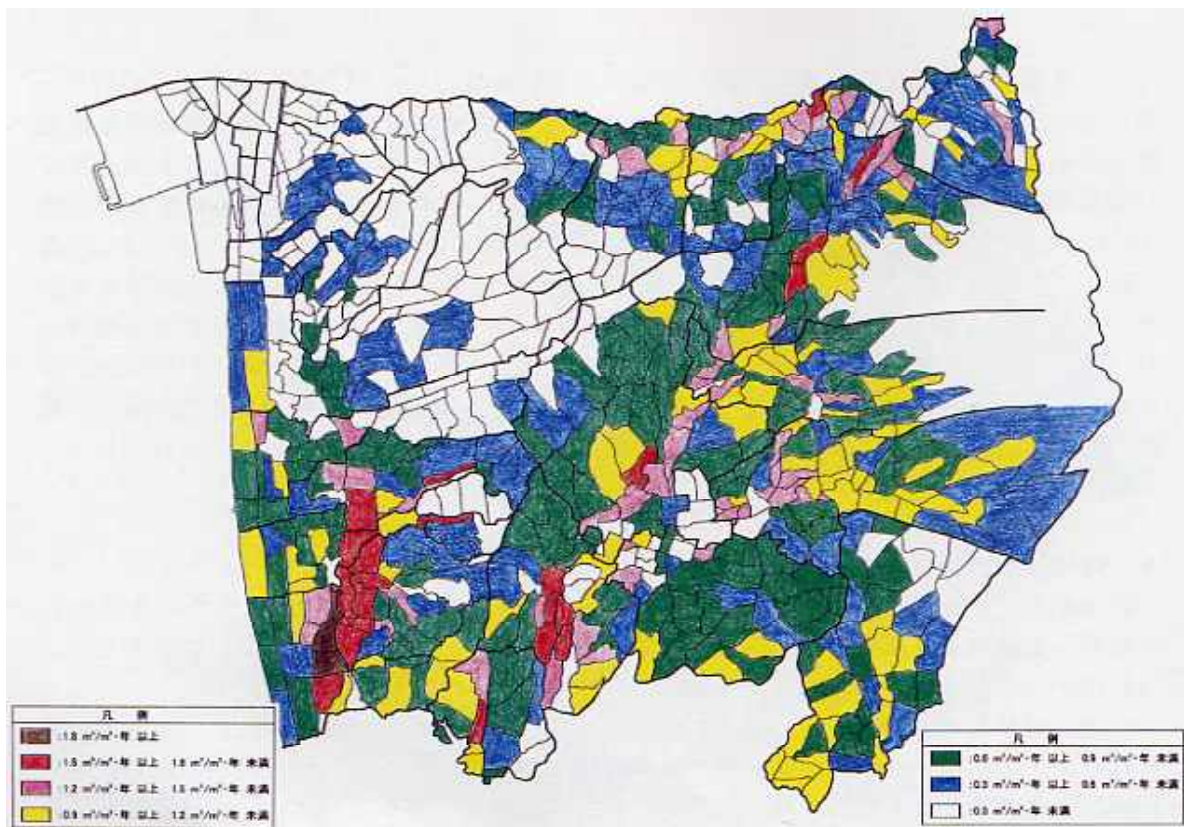 凡 例
:1.8 m³/m²·年 以上
:1.5 m³/m²·年 以上 1.8 m³/m²·年 未満
:1.2 m³/m²·年 以上 1.5 m³/m²·年 未満
:0.9 m³/m²·年 以上 1.2 m³/m²·年 未満
凡 例
:0.6 m³/m²·年 以上 0.9 m³/m²·年 未満
:0.3 m³/m²·年 以上 0.6 m³/m²·年 未満
:0.3 m³/m²·年 未満